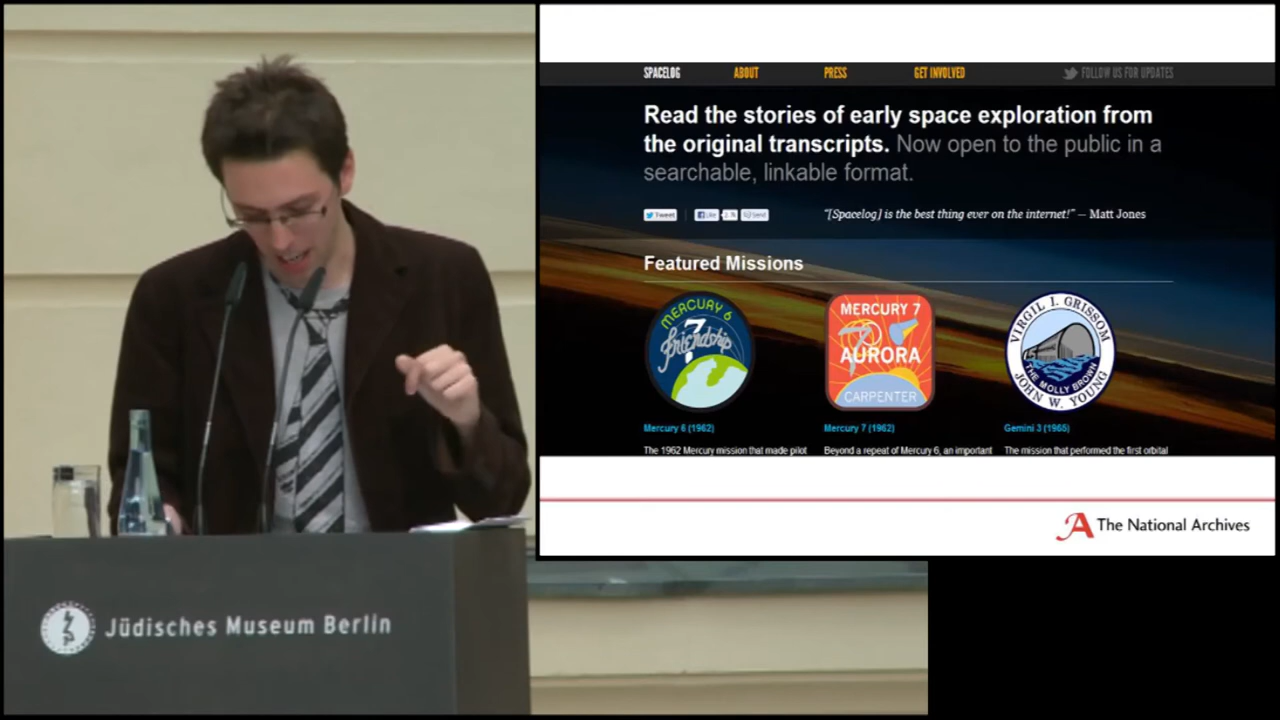 SPACELOG ABOUT PRESS GET INVOLVED FOLLOW US FOR UPDATES
Read the stories of early space exploration from
the original transcripts. Now open to the public in a
searchable, linkable format.
Tweet Like Send
"[Spacelog] is the best thing ever on the internet!" — Matt Jones
Featured Missions
MERCURY 6
7
Friendship
MERCURY 7
7
AURORA
CARPENTER
VIRGIL I. GRISSOM
THE MOLLY BROWN
JOHN W. YOUNG
Mercury 6 (1962) Mercury 7 (1962) Gemini 3 (1965)
The 1962 Mercury mission that made pilot Beyond a repeat of Mercury 6, an important The mission that performed the first orbital
The National Archives
Jüdisches Museum Berlin